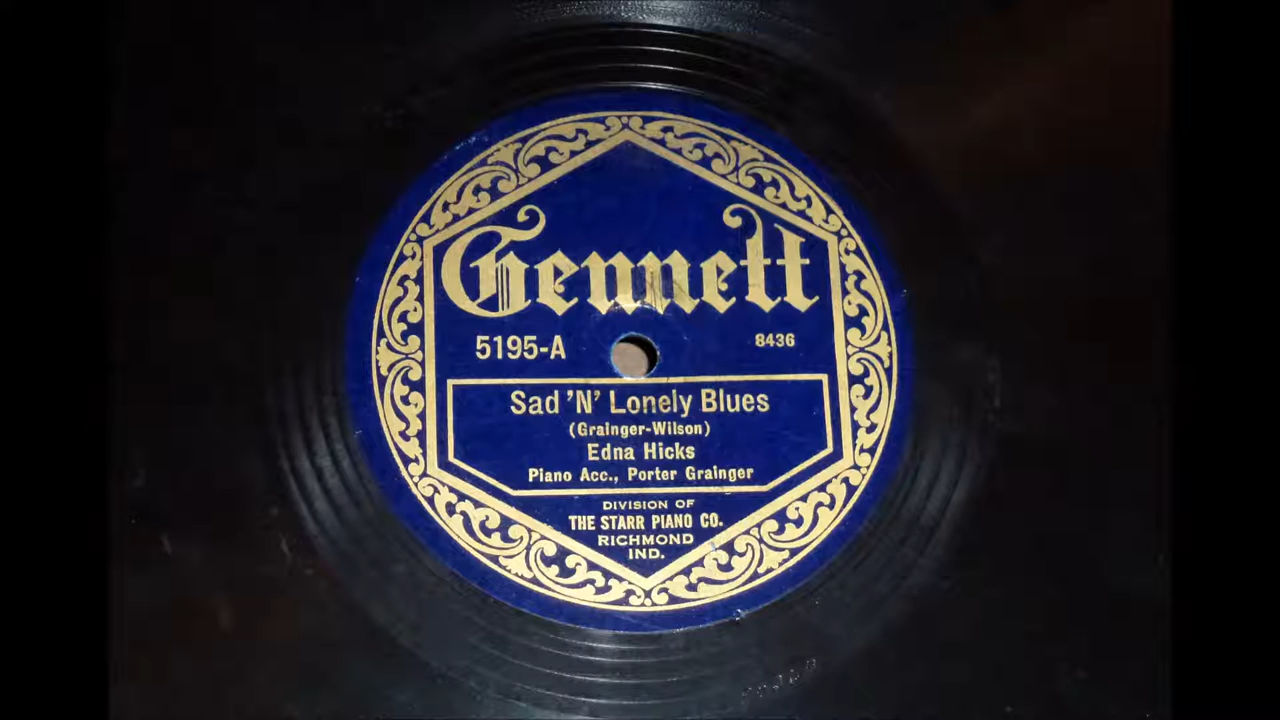 Gennett
5195-A 8436
Sad 'N' Lonely Blues
(Grainger-Wilson)
Edna Hicks
Piano Acc., Porter Grainger
DIVISION OF
THE STARR PIANO CO.
RICHMOND
IND.